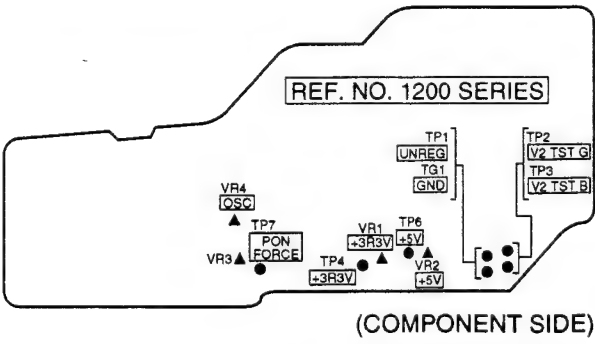 REF. NO. 1200 SERIES
TP1
UNREG
TG1
GND
TP2
V2 TST G
TP3
V2 TST B
VR4
OSC
TP7
PON
FORCE
VR3
VR1
+3R3V
TP6
+5V
TP4
+3R3V
VR2
+5V
(COMPONENT SIDE)